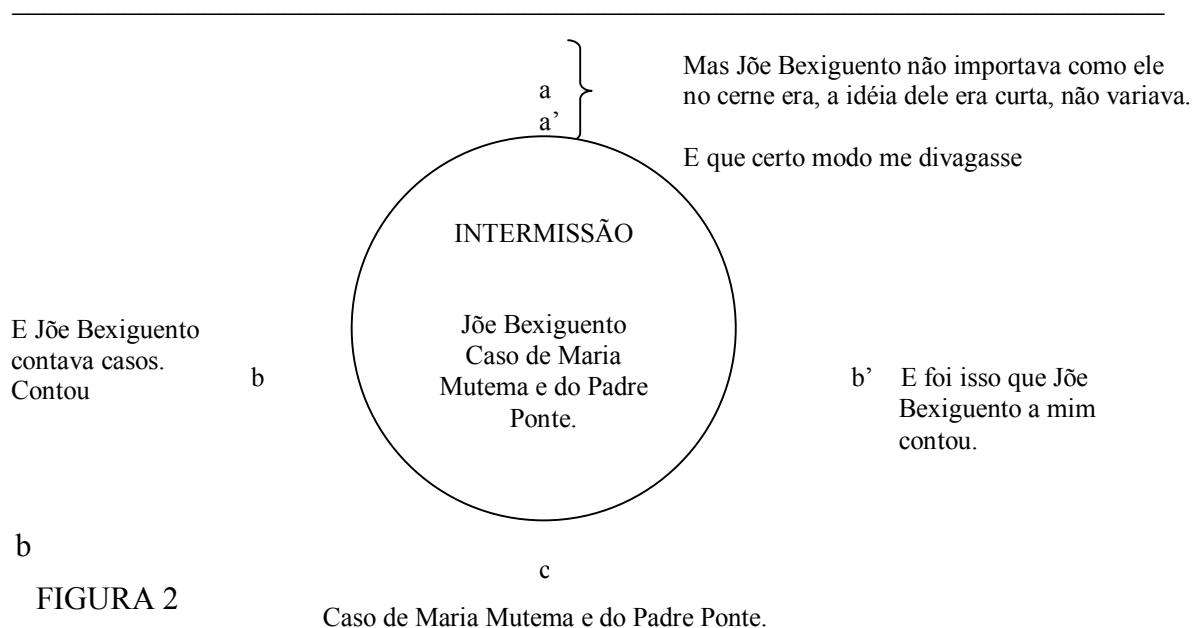 a
a’
Mas Jõe Bexiguento não importava como ele
no cerne era, a idéia dele era curta, não variava.
E que certo modo me divagasse
INTERMISSÃO
Jõe Bexiguento
Caso de Maria
Mutema e do Padre
Ponte.
E Jõe Bexiguento
contava casos.
Contou
b
b’
E foi isso que Jõe
Bexiguento a mim
contou.
b
c
FIGURA 2
Caso de Maria Mutema e do Padre Ponte.